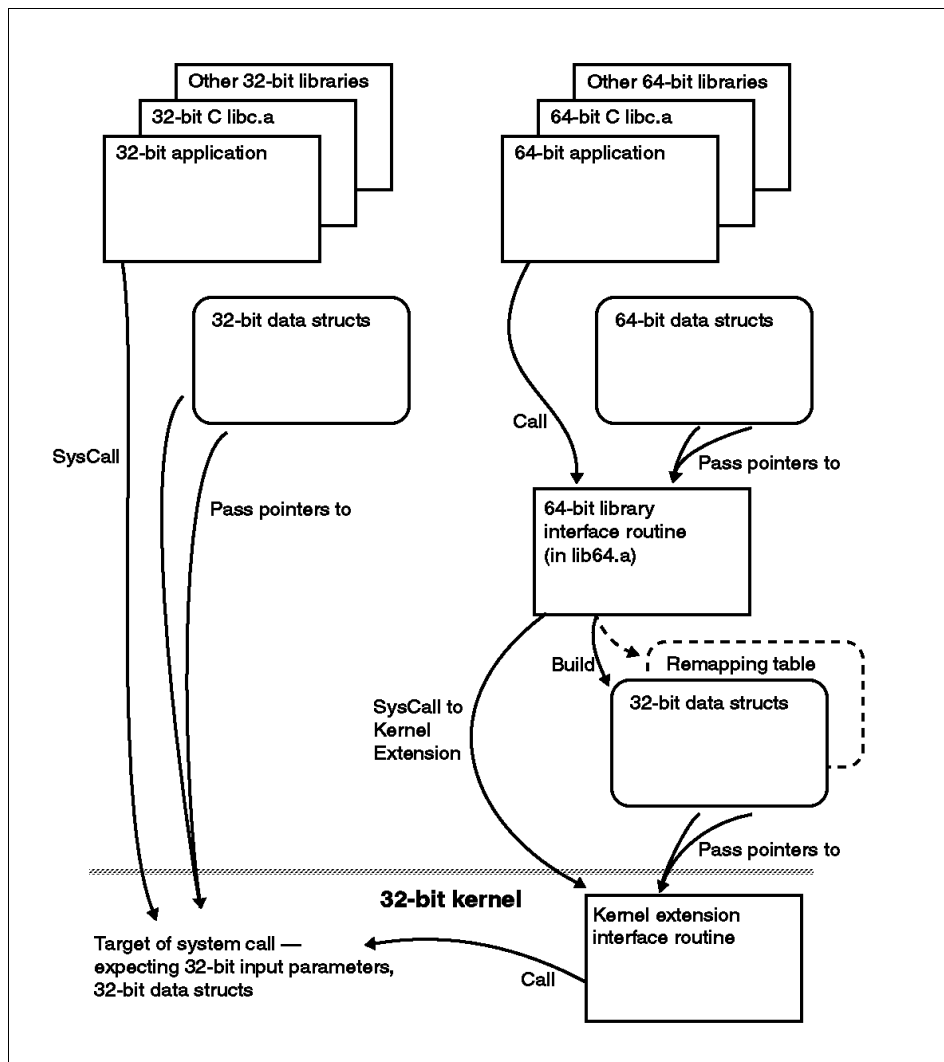 Other 32-bit libraries
32-bit C libc.a
32-bit application
Other 64-bit libraries
64-bit C libc.a
64-bit application
32-bit data structs
64-bit data structs
SysCall
Pass pointers to
Call
Pass pointers to
64-bit library
interface routine
(in lib64.a)
Build
Remapping table
32-bit data structs
SysCall to
Kernel
Extension
Pass pointers to
32-bit kernel
Kernel extension
interface routine
Target of system call —
expecting 32-bit input parameters,
32-bit data structs
Call